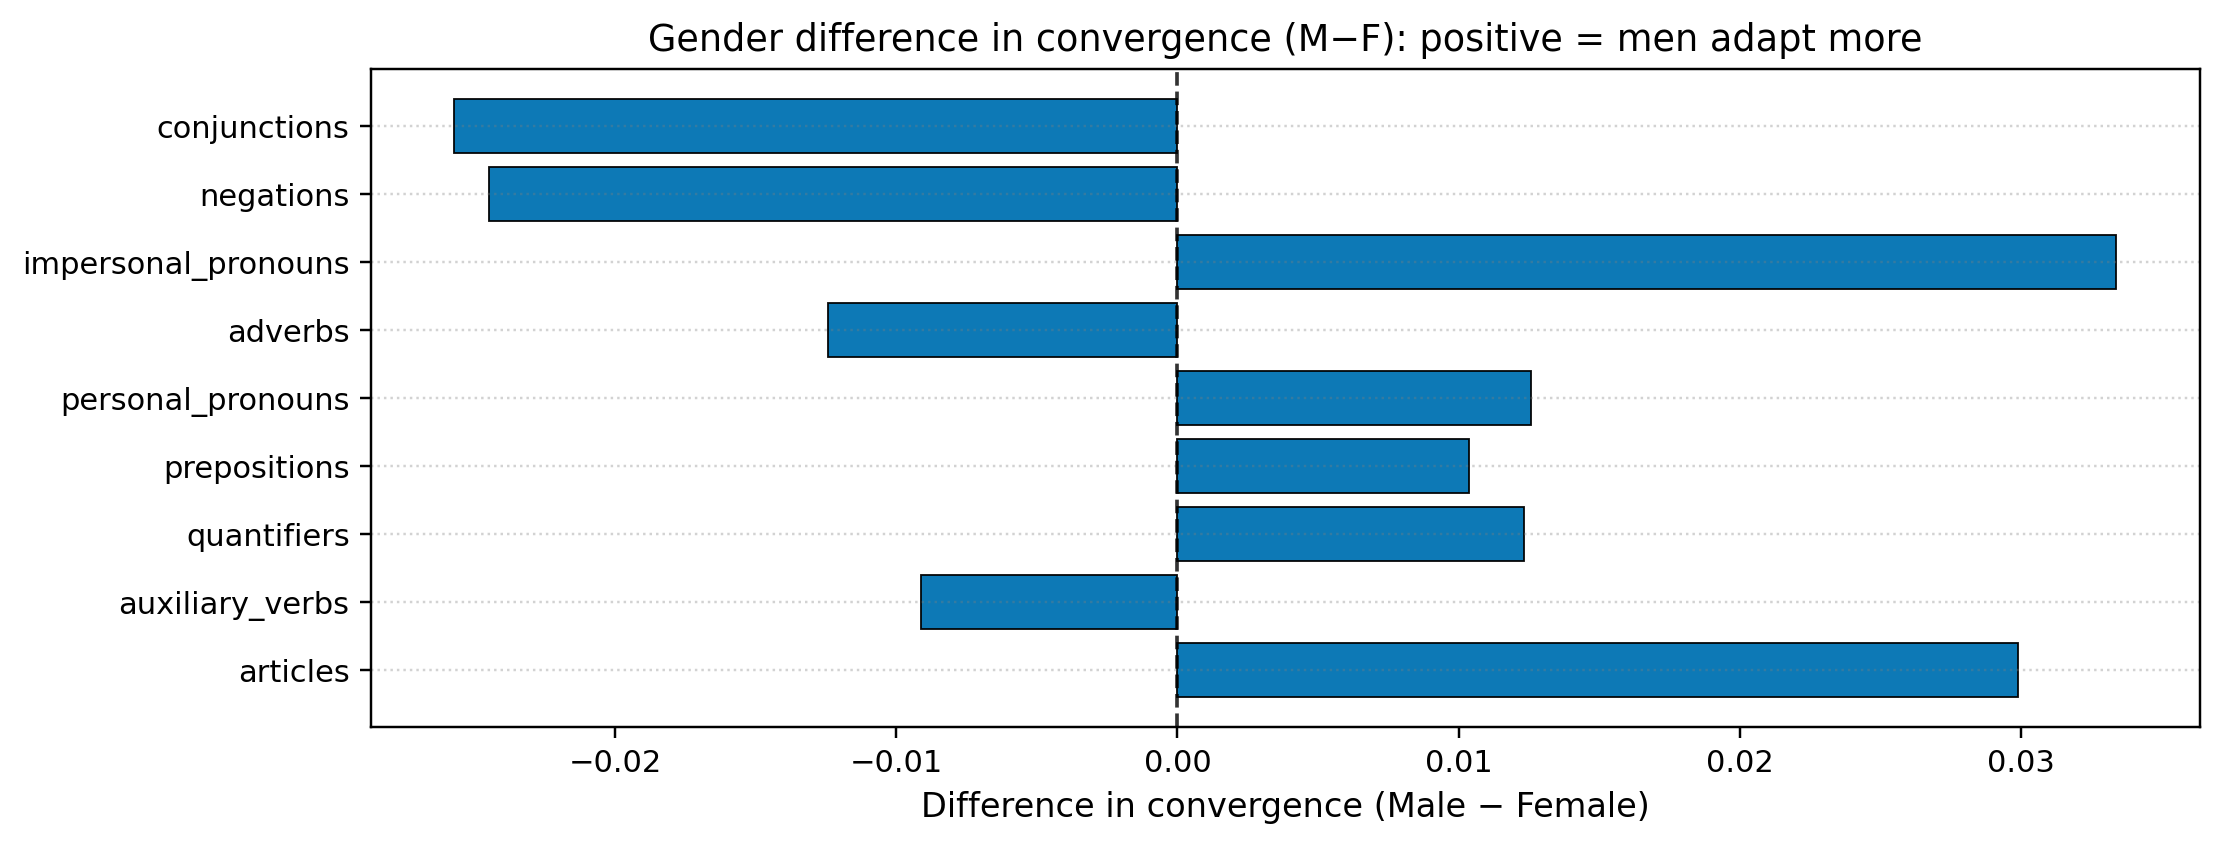 Gender difference in convergence (M−F): positive = men adapt more
conjunctions
negations
impersonal_pronouns
adverbs
personal_pronouns
prepositions
quantifiers
auxiliary_verbs
articles
−0.02 −0.01 0.00 0.01 0.02 0.03
Difference in convergence (Male − Female)